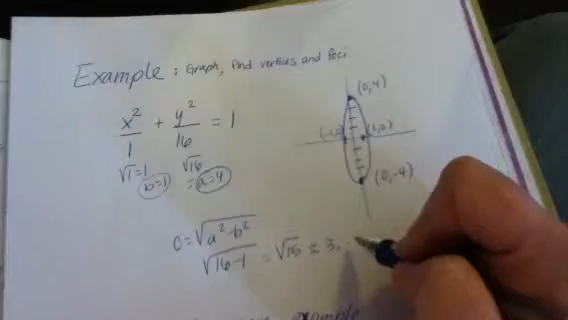 Example: Graph, find vertices and foci
x²/1 + y²/16 = 1
√1=1 √16
b=1 = a=4
(0,4)
(1,0)
(0,-4)
c=√a²-b²
√16-1 = √15 ≈ 3.
example